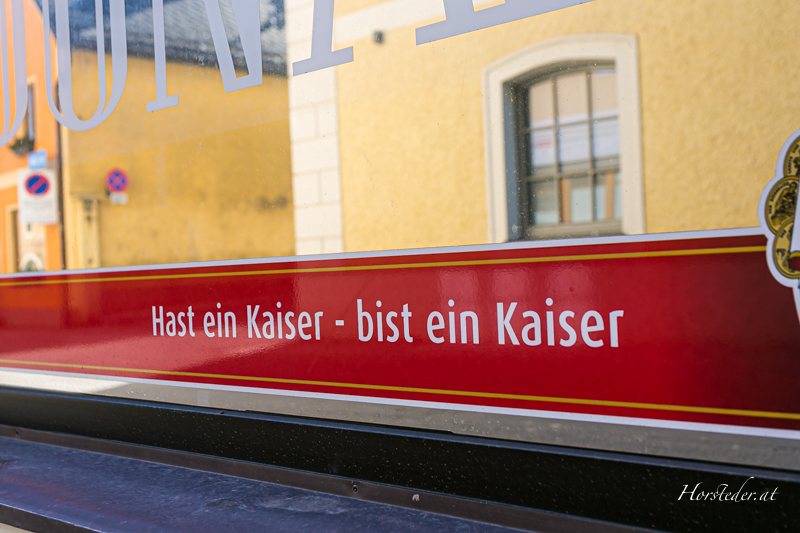 Hast ein Kaiser - bist ein Kaiser
Horsteder.at